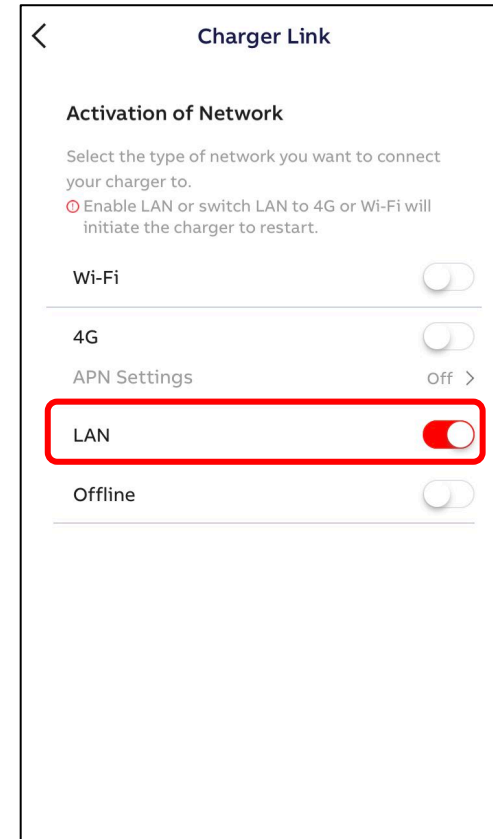 Charger Link
Activation of Network
Select the type of network you want to connect
your charger to.
Enable LAN or switch LAN to 4G or Wi-Fi will
initiate the charger to restart.
Wi-Fi
4G
APN Settings Off >
LAN
Offline